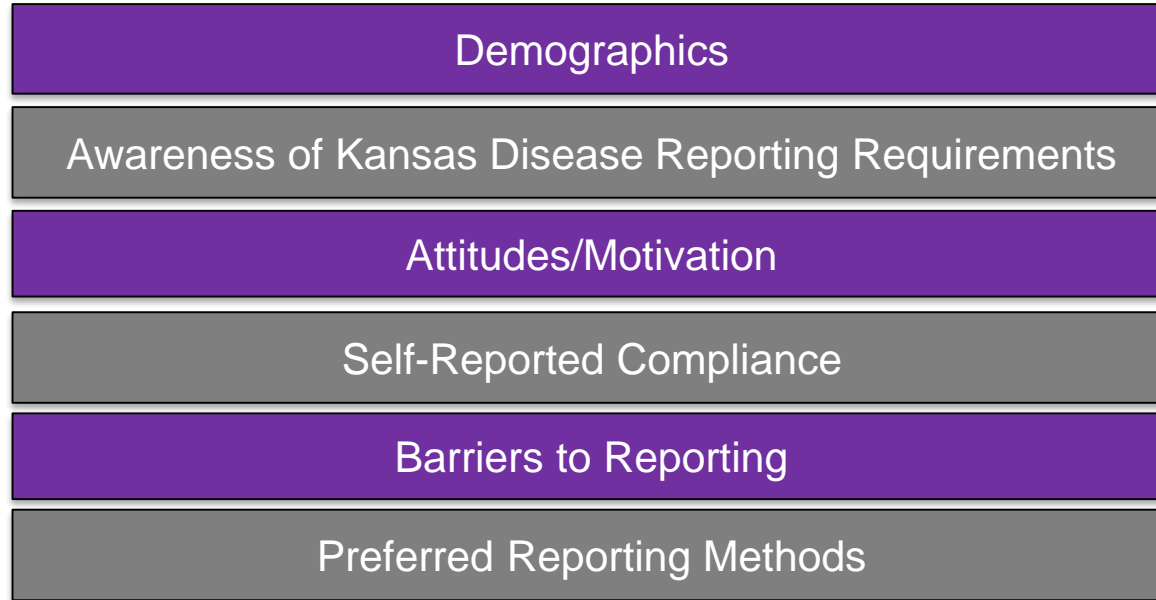 Demographics
Awareness of Kansas Disease Reporting Requirements
Attitudes/Motivation
Self-Reported Compliance
Barriers to Reporting
Preferred Reporting Methods